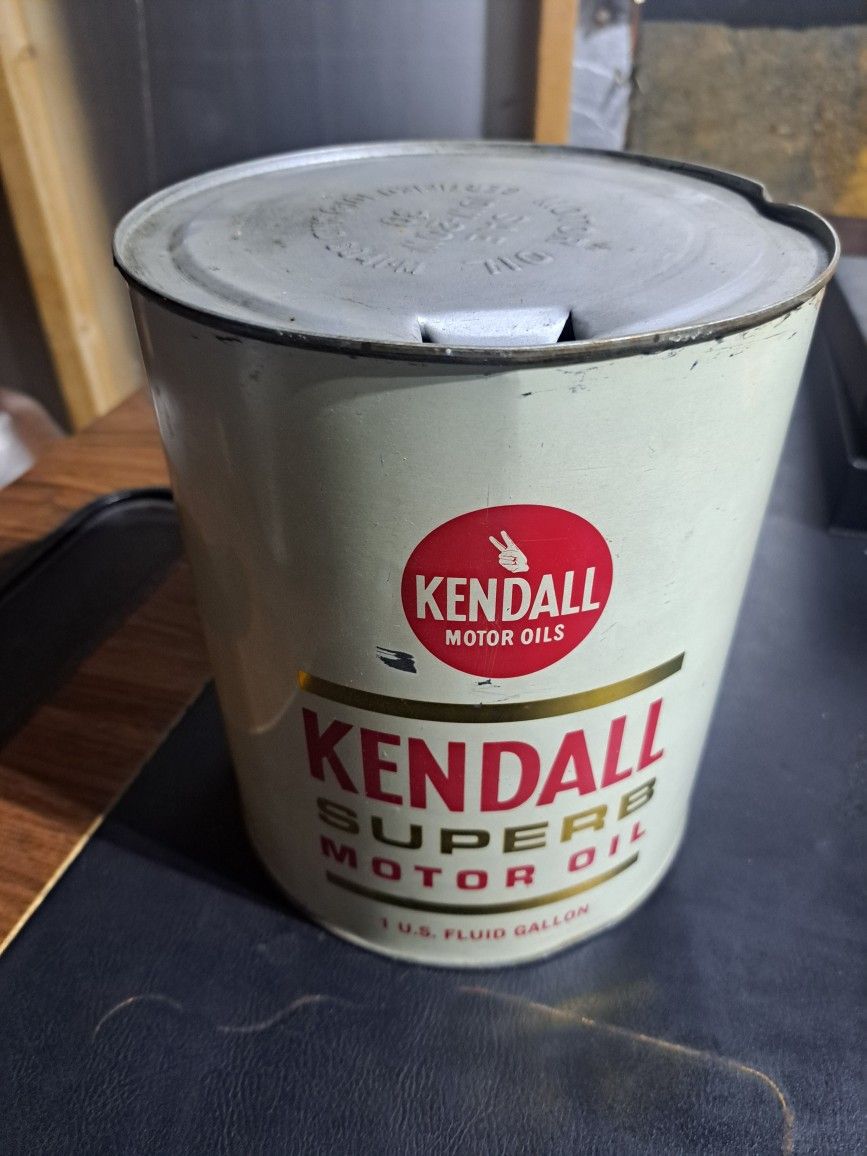 KENDALL
MOTOR OILS
KENDALL
SUPERB
MOTOR OIL
1 U.S. FLUID GALLON